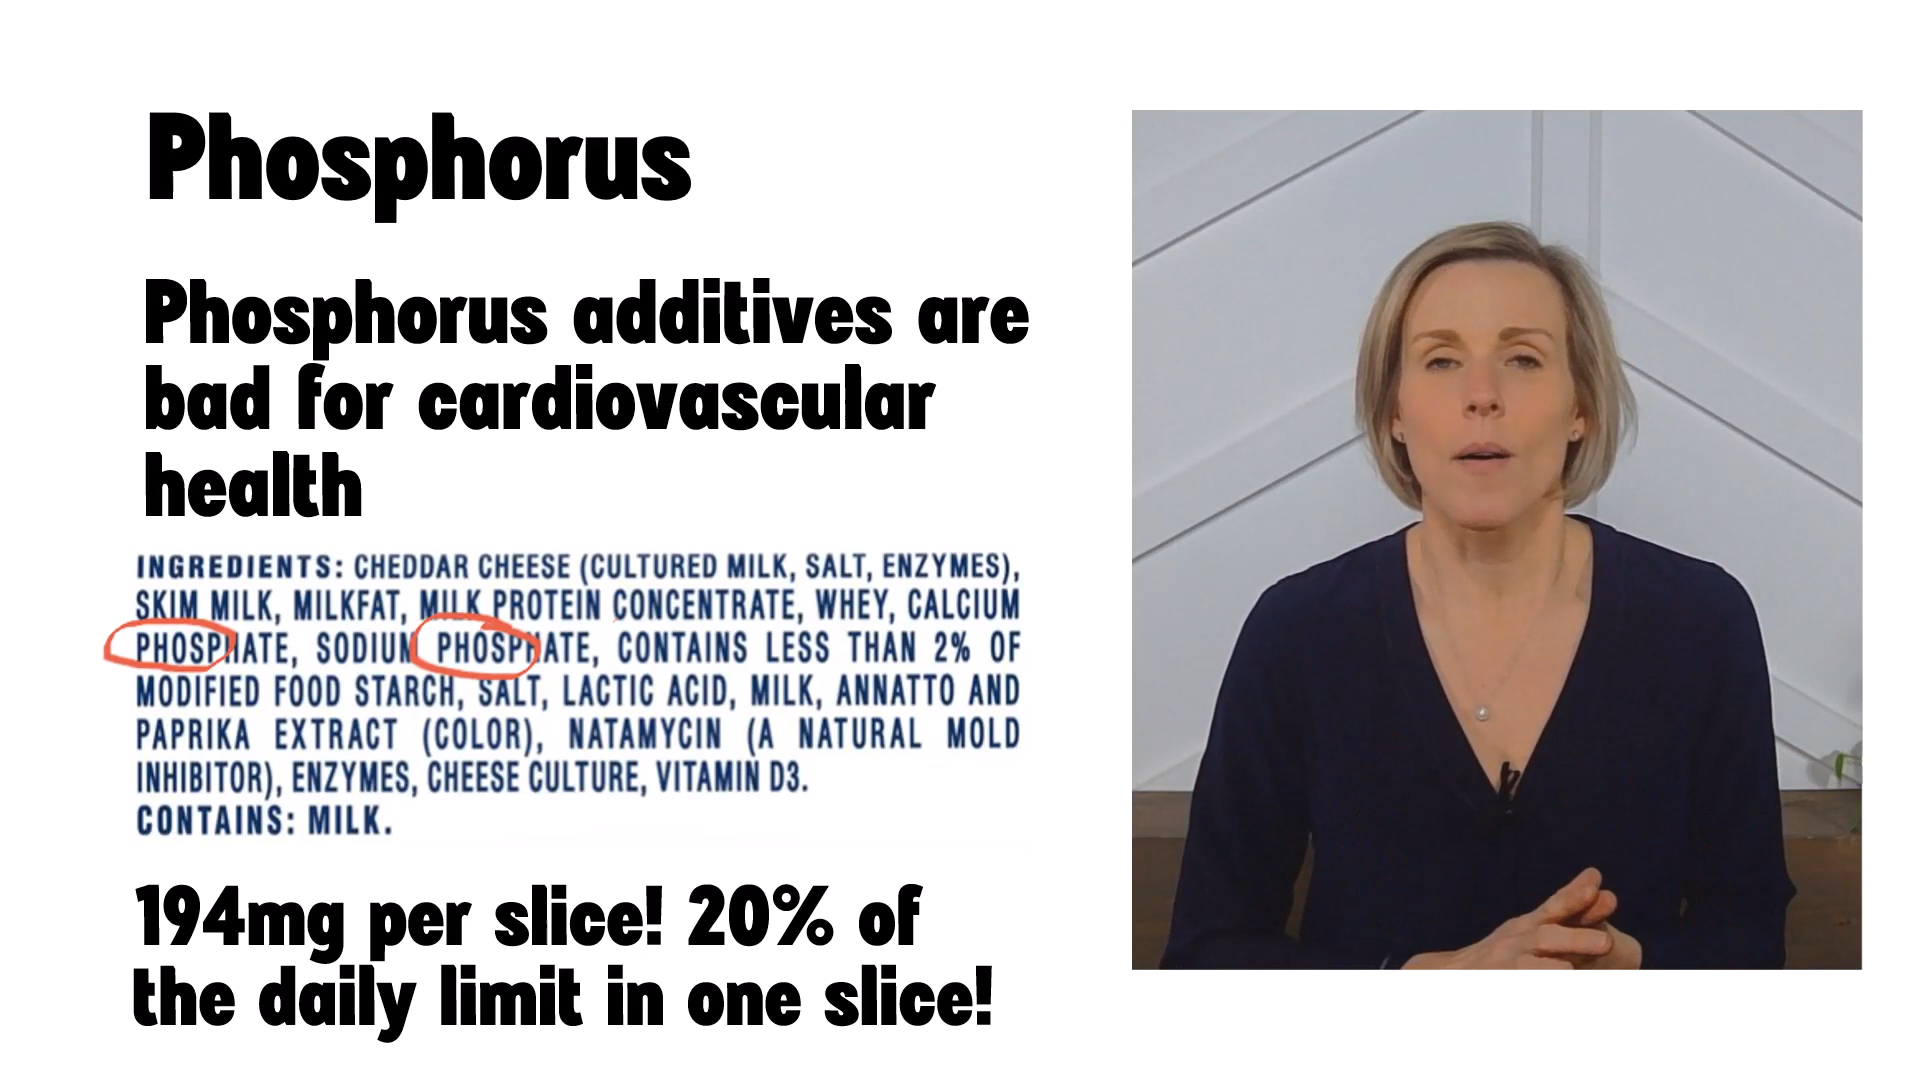 Phosphorus
Phosphorus additives are
bad for cardiovascular
health
INGREDIENTS: CHEDDAR CHEESE (CULTURED MILK, SALT, ENZYMES),
SKIM MILK, MILKFAT, MILK PROTEIN CONCENTRATE, WHEY, CALCIUM
PHOSPHATE, SODIUM PHOSPHATE, CONTAINS LESS THAN 2% OF
MODIFIED FOOD STARCH, SALT, LACTIC ACID, MILK, ANNATTO AND
PAPRIKA EXTRACT (COLOR), NATAMYCIN (A NATURAL MOLD
INHIBITOR), ENZYMES, CHEESE CULTURE, VITAMIN D3.
CONTAINS: MILK.
194mg per slice! 20% of
the daily limit in one slice!